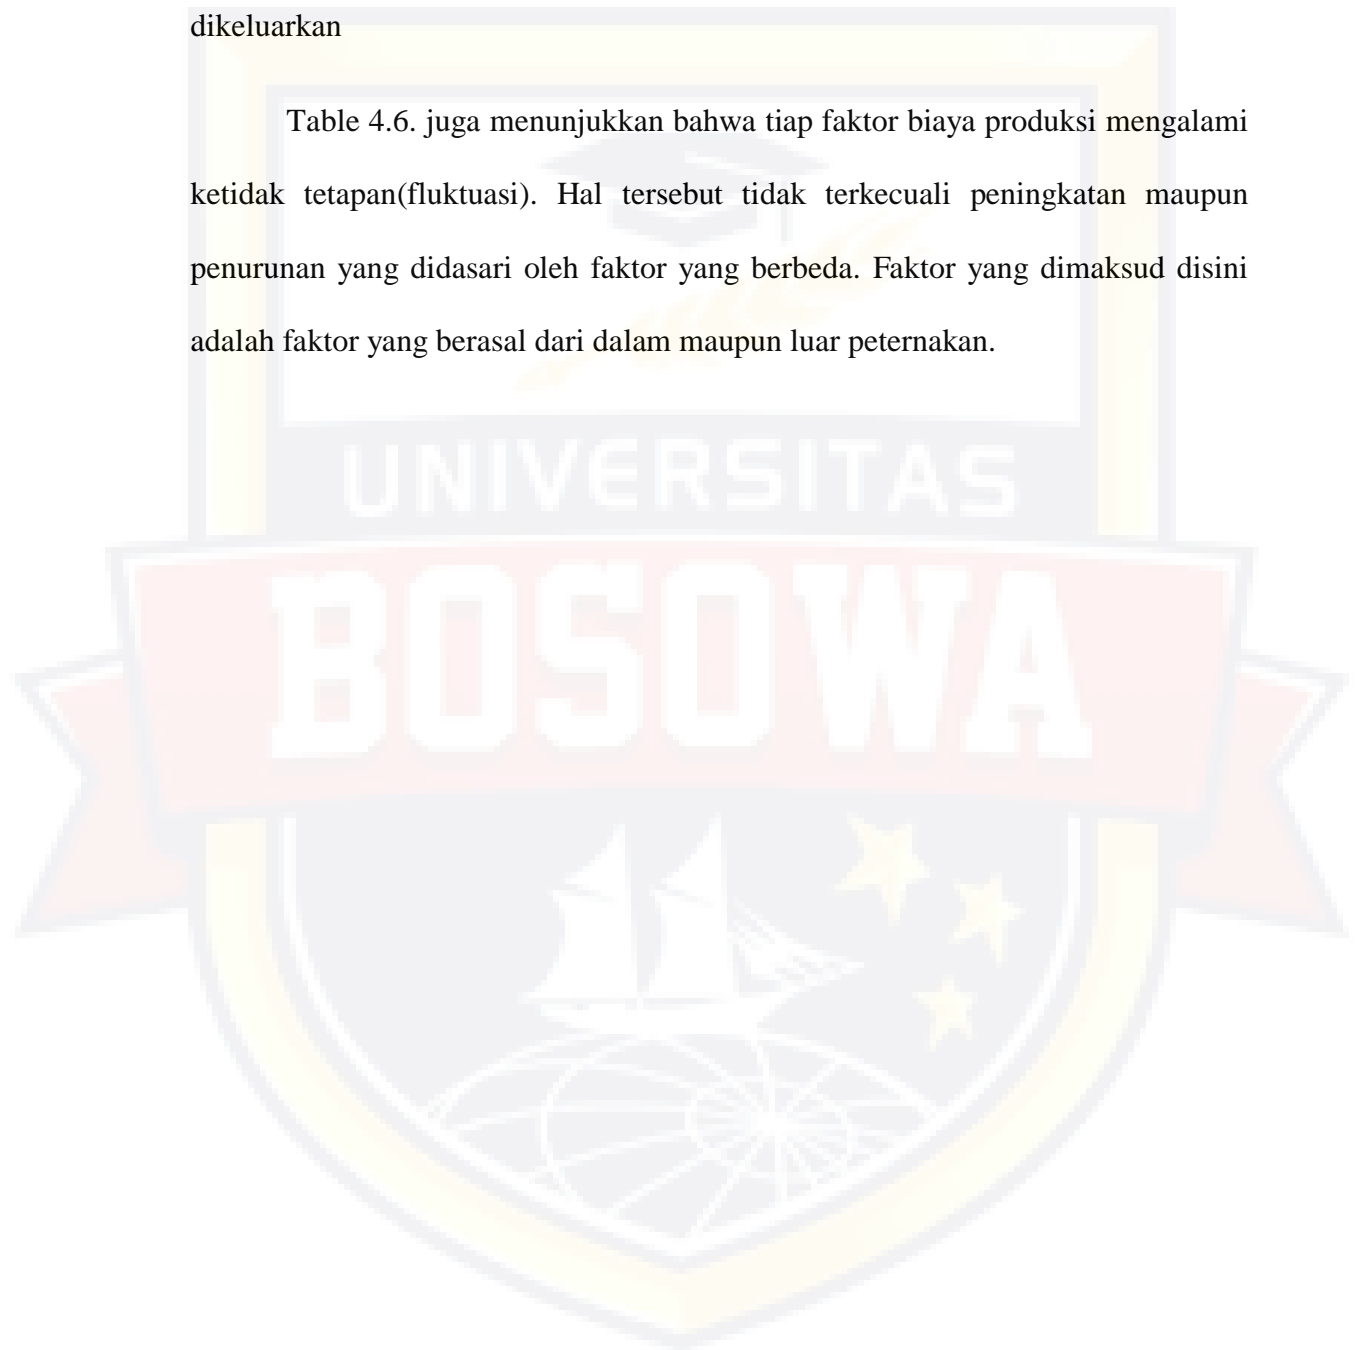 dikeluarkan
Table 4.6. juga menunjukkan bahwa tiap faktor biaya produksi mengalami
ketidak tetapan(fluktuasi). Hal tersebut tidak terkecuali peningkatan maupun
penurunan yang didasari oleh faktor yang berbeda. Faktor yang dimaksud disini
adalah faktor yang berasal dari dalam maupun luar peternakan.
UNIVERSITAS
BOSOWA